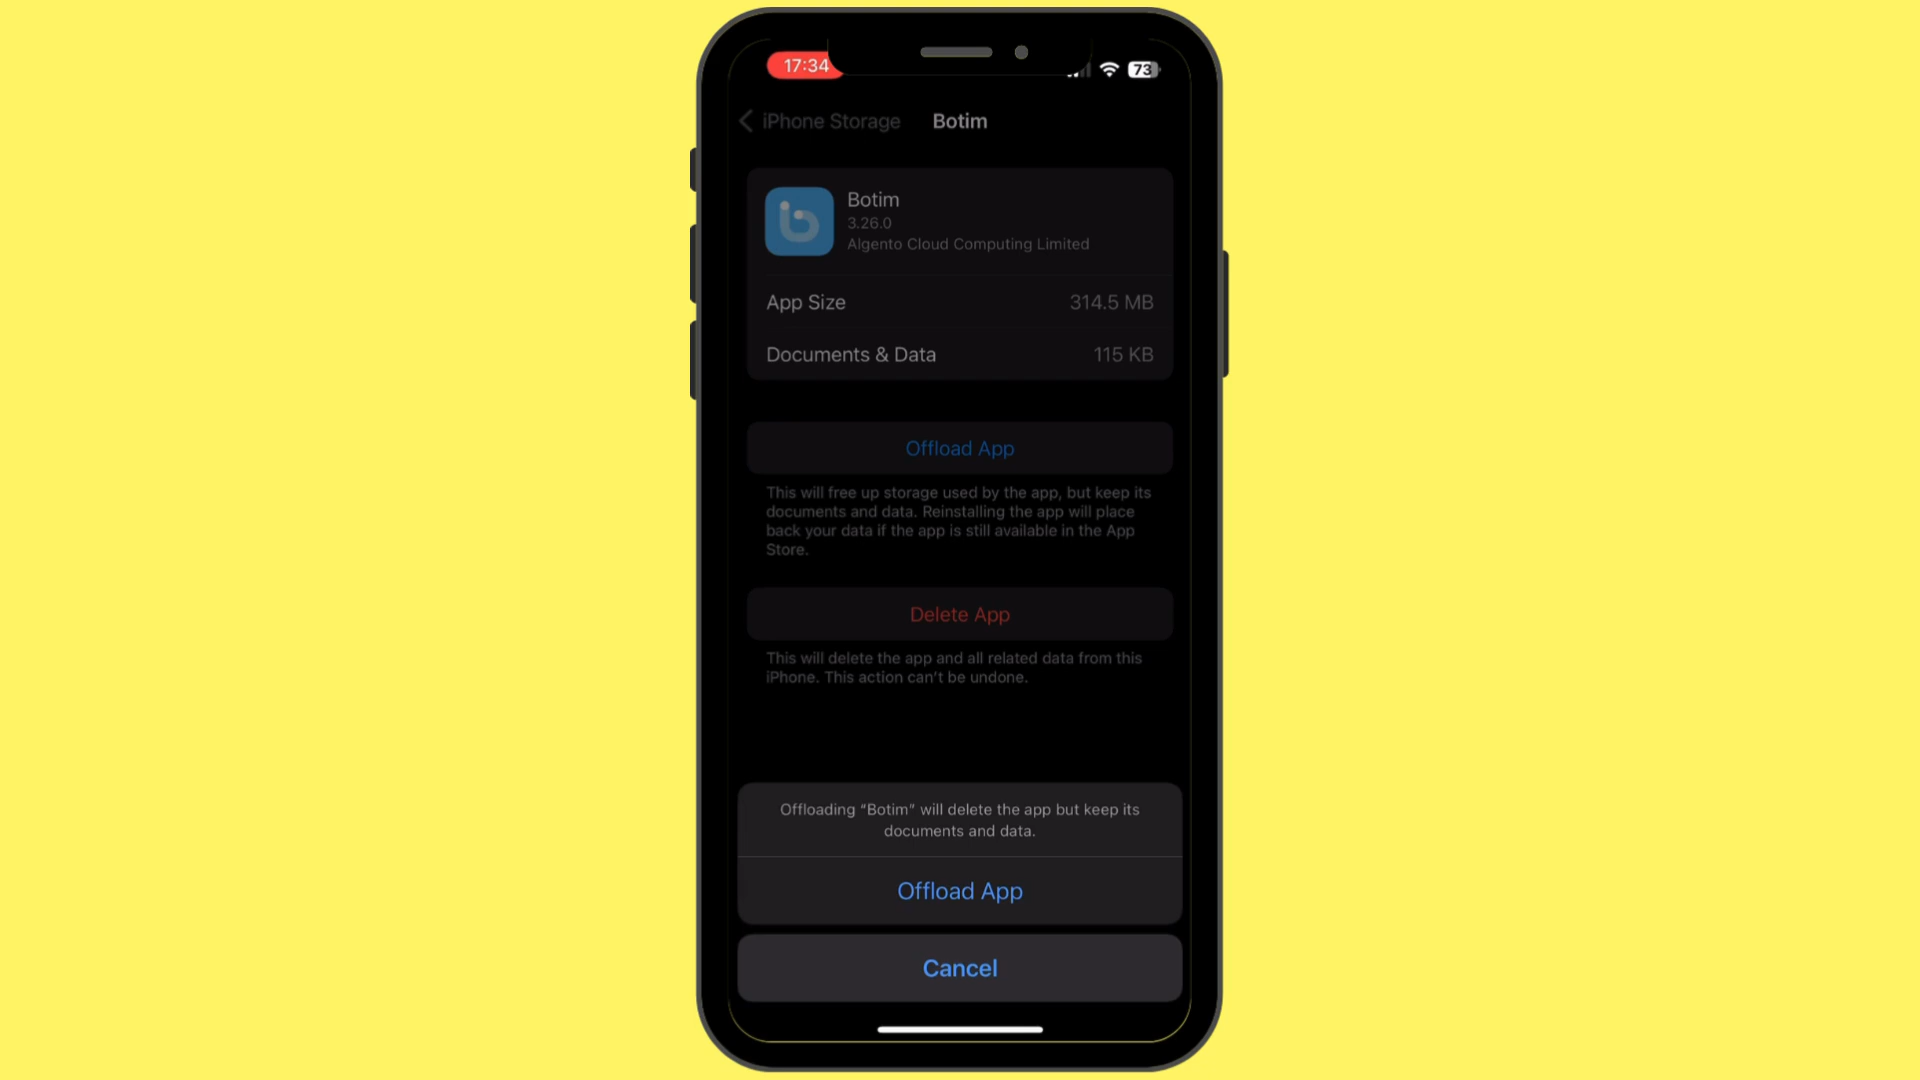 17:34
73
iPhone Storage
Botim
Botim
3.26.0
Algento Cloud Computing Limited
App Size
314.5 MB
Documents & Data
115 KB
Offload App
This will free up storage used by the app, but keep its
documents and data. Reinstalling the app will place
back your data if the app is still available in the App
Store.
Delete App
This will delete the app and all related data from this
iPhone. This action can't be undone.
Offloading “Botim” will delete the app but keep its
documents and data.
Offload App
Cancel